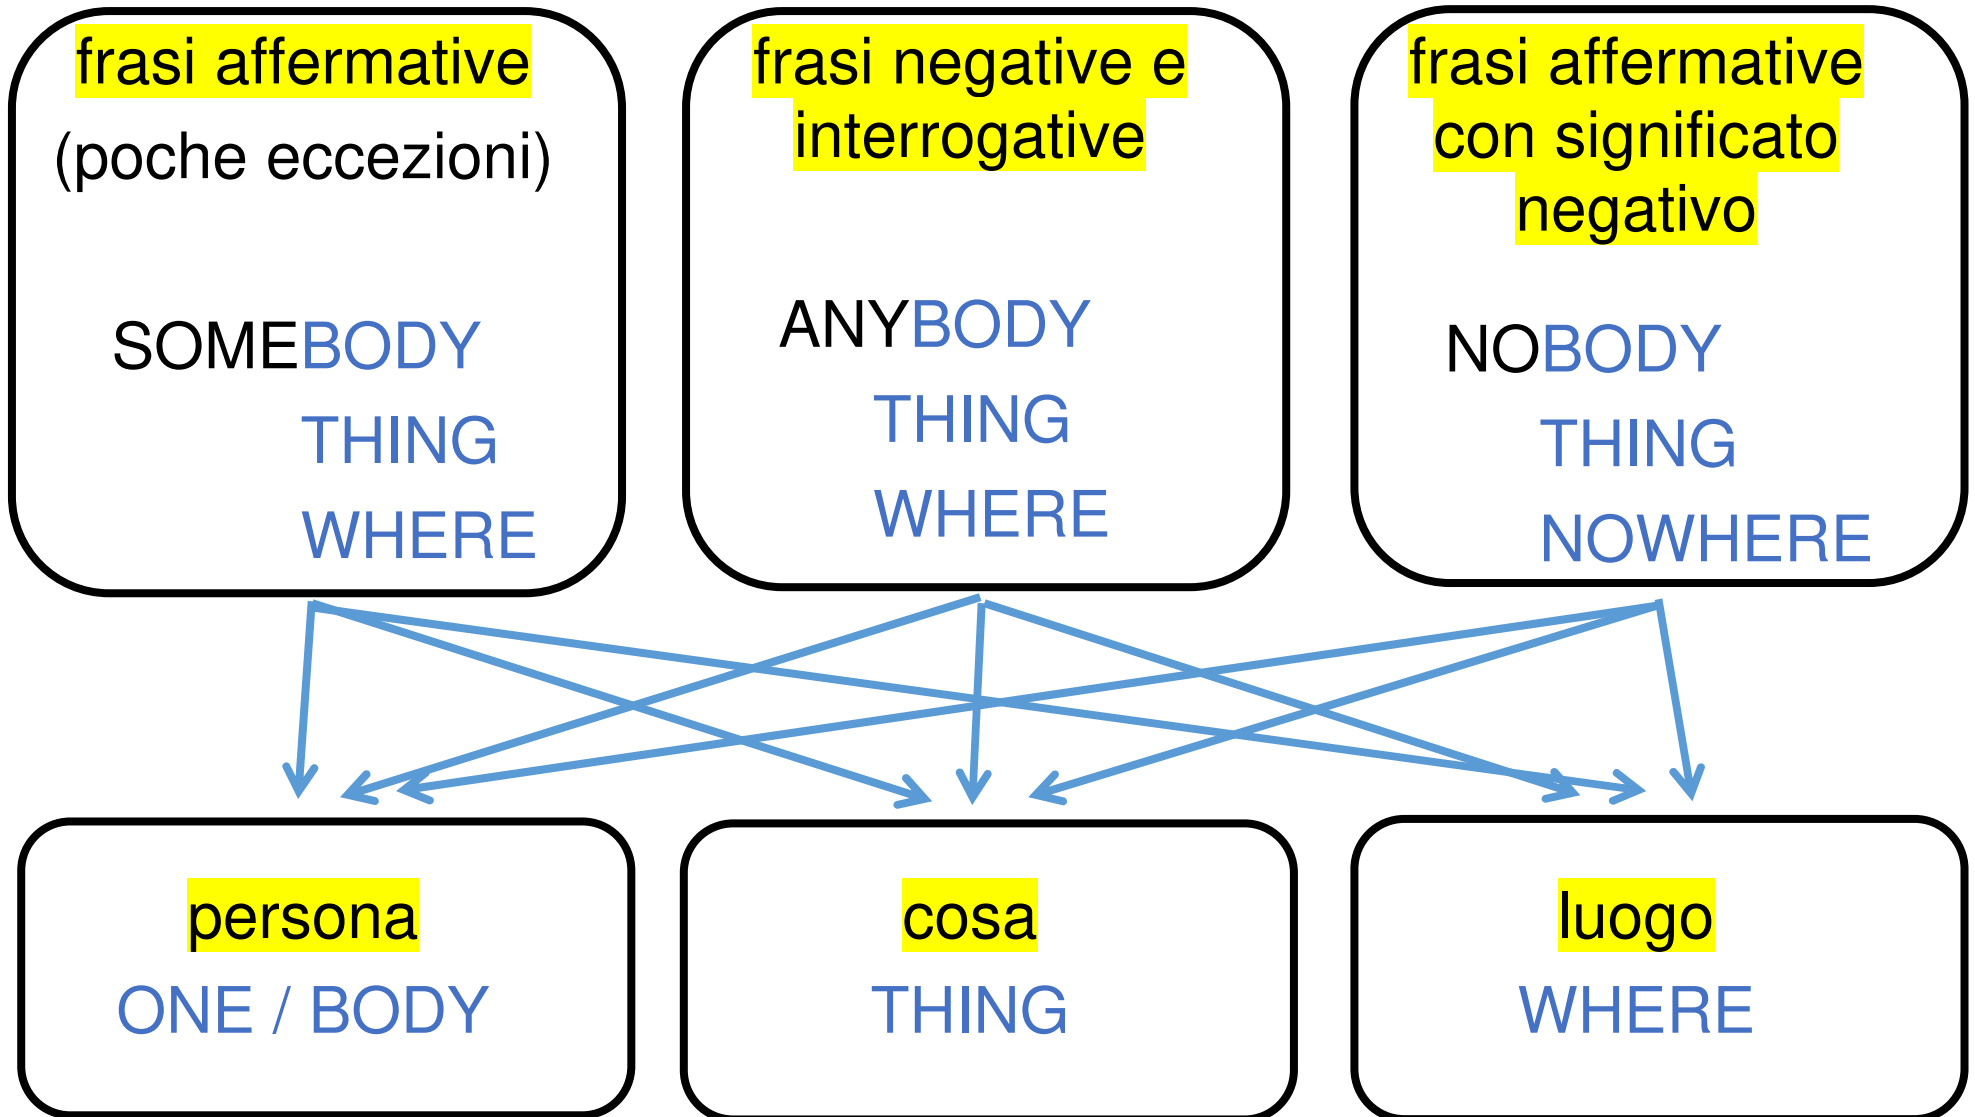 frasi affermative
(poche eccezioni)
SOMEBODY
THING
WHERE
frasi negative e
interrogative
ANYBODY
THING
WHERE
frasi affermative
con significato
negativo
NOBODY
THING
NOWHERE
persona
ONE / BODY
cosa
THING
luogo
WHERE